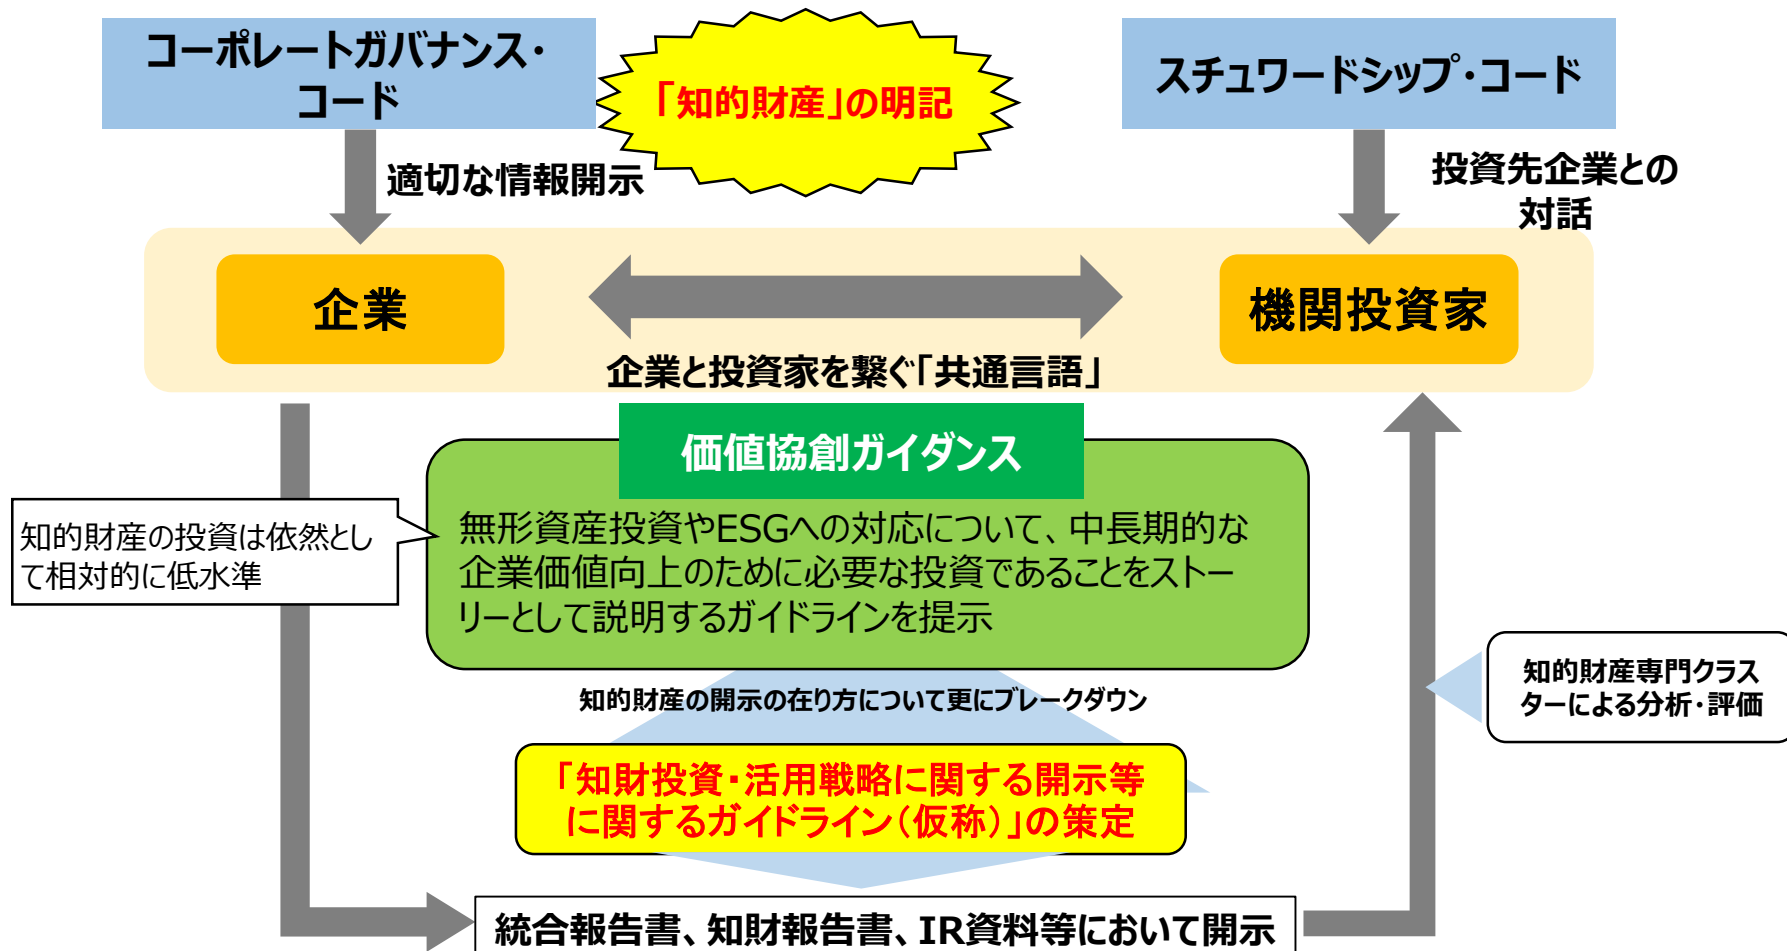 コーポレートガバナンス・
コード
「知的財産」の明記
スチュワードシップ・コード
適切な情報開示
投資先企業との
対話
企業
機関投資家
企業と投資家を繋ぐ「共通言語」
価値協創ガイダンス
無形資産投資やESGへの対応について、中長期的な
企業価値向上のために必要な投資であることをストー
リーとして説明するガイドラインを提示
知的財産の投資は依然とし
て相対的に低水準
知的財産の開示の在り方について更にブレークダウン
知的財産専門クラス
ターによる分析・評価
「知財投資・活用戦略に関する開示等
に関するガイドライン（仮称）」の策定
統合報告書、知財報告書、IR資料等において開示